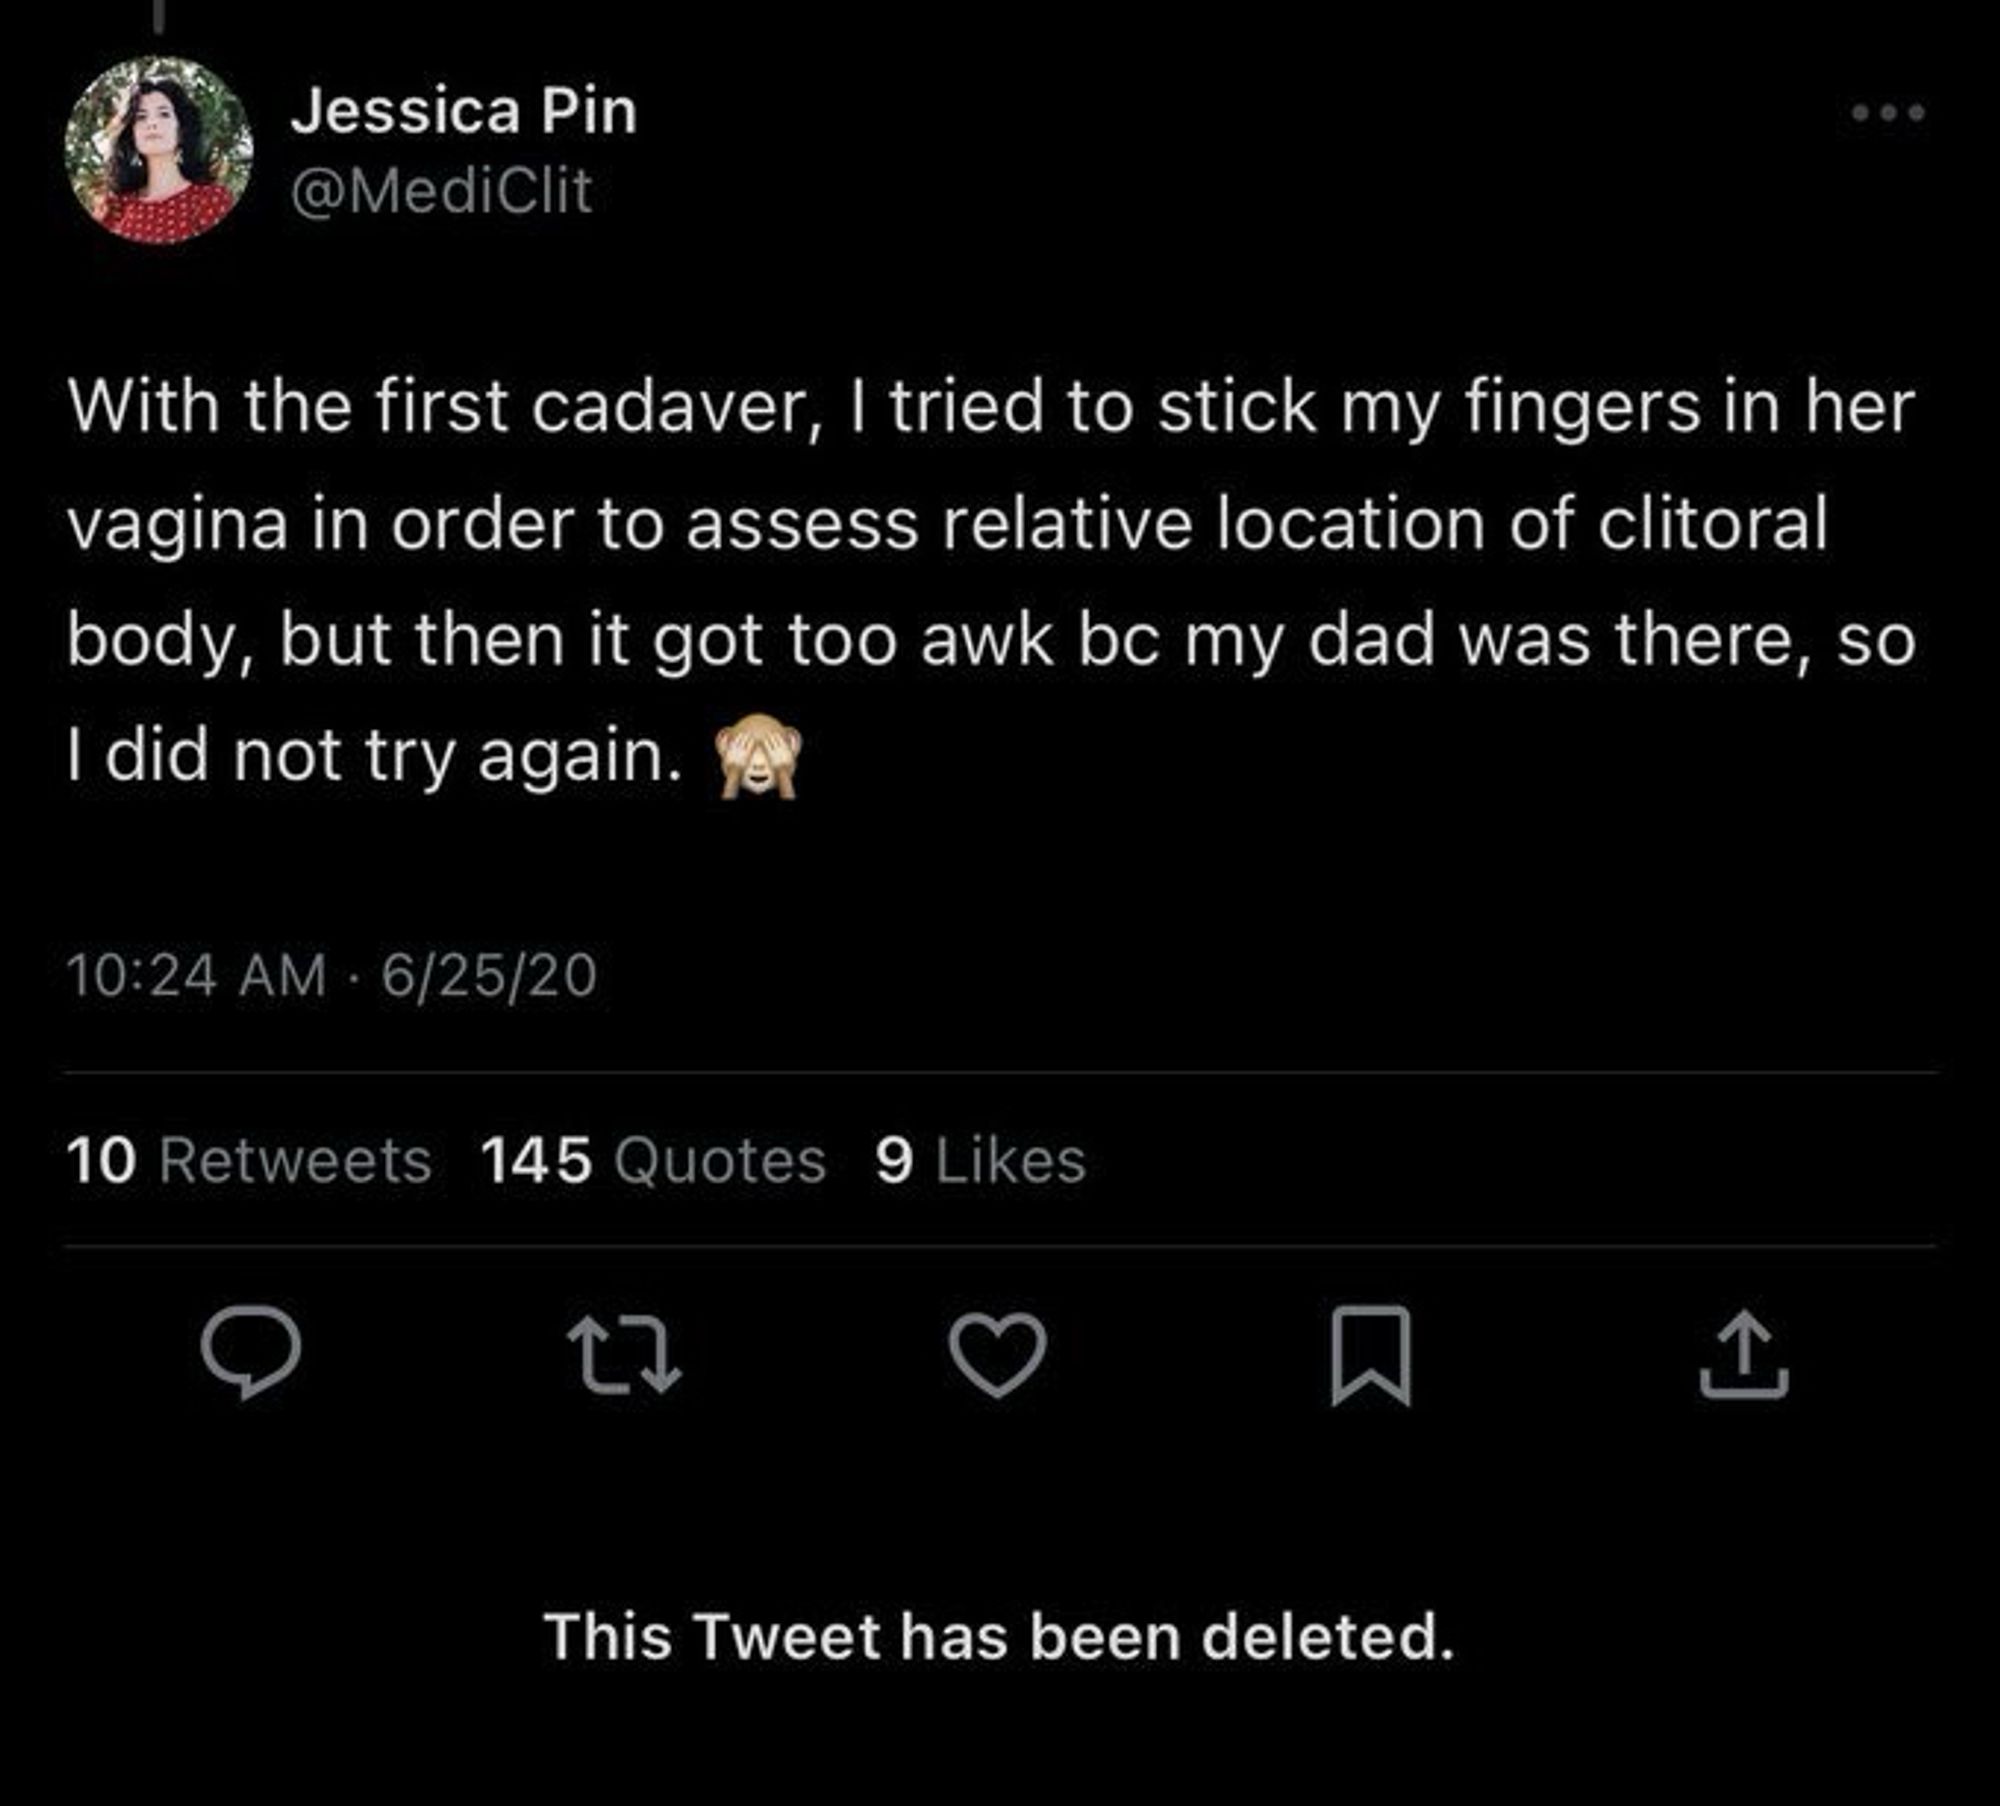 Jessica Pin
@MediClit
With the first cadaver, I tried to stick my fingers in her
vagina in order to assess relative location of clitoral
body, but then it got too awk bc my dad was there, so
I did not try again. 🙈
10:24 AM · 6/25/20
10 Retweets 145 Quotes 9 Likes
This Tweet has been deleted.